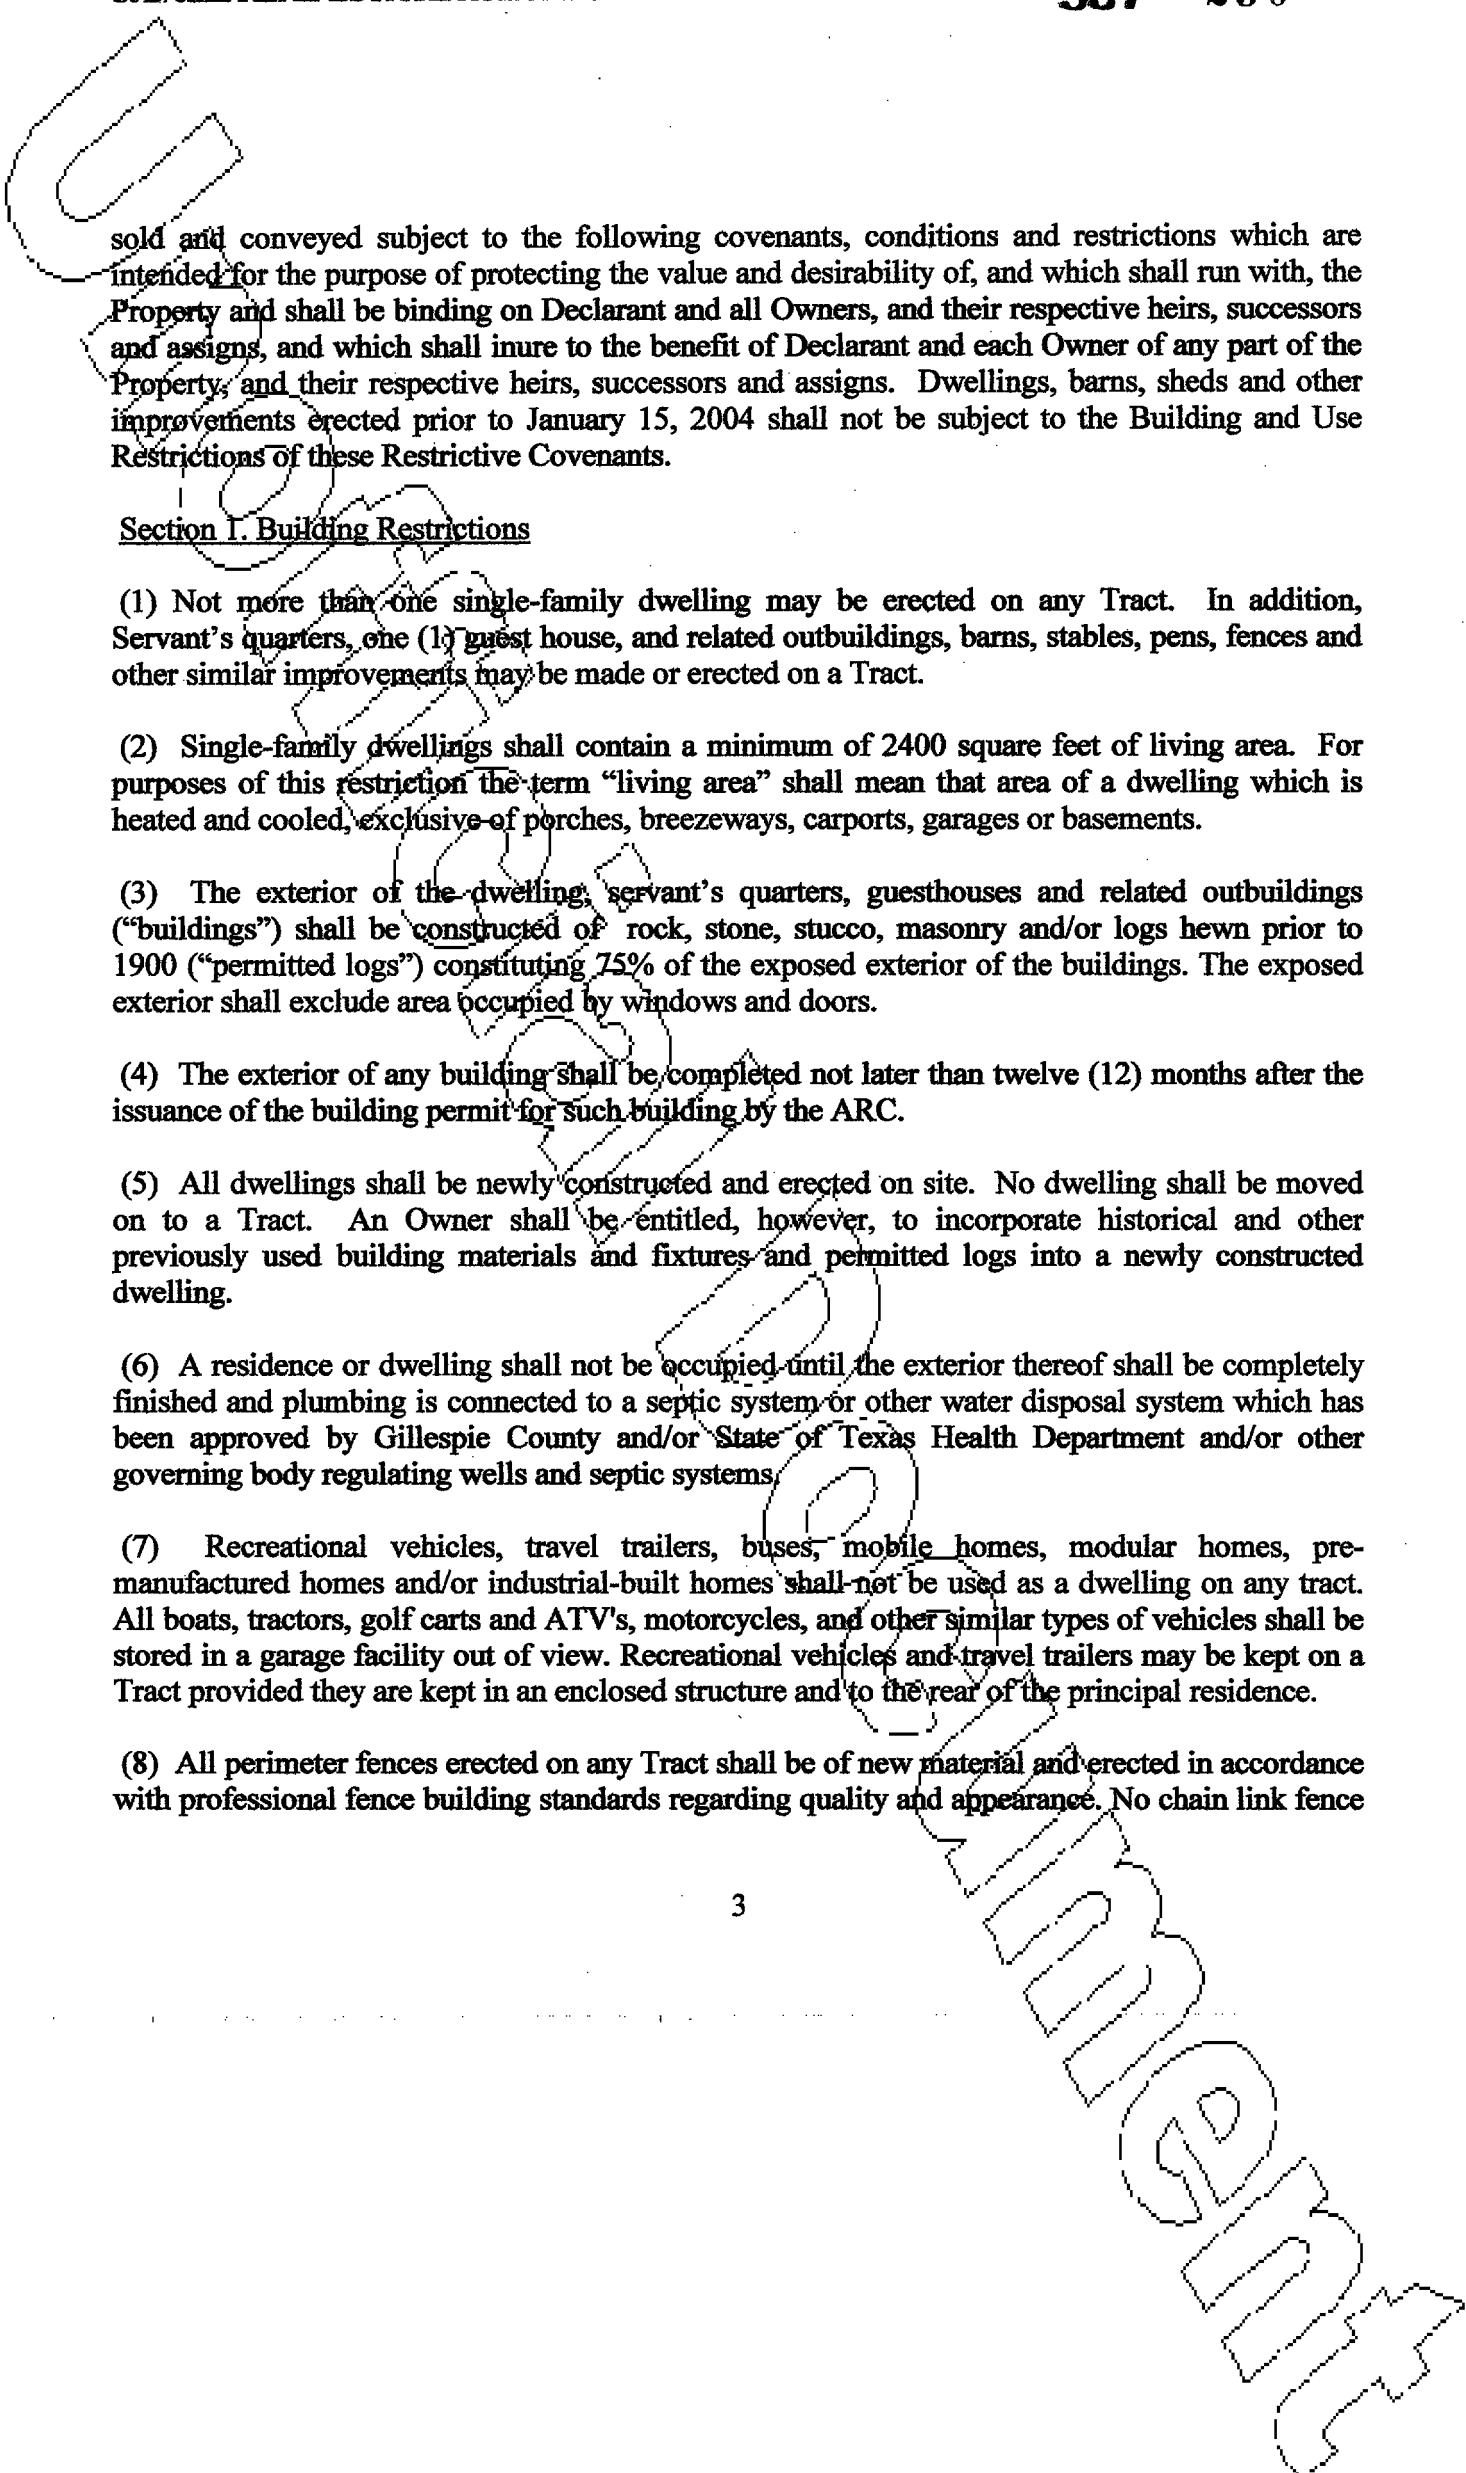 sold and conveyed subject to the following covenants, conditions and restrictions which are
intended for the purpose of protecting the value and desirability of, and which shall run with, the
Property and shall be binding on Declarant and all Owners, and their respective heirs, successors
and assigns, and which shall inure to the benefit of Declarant and each Owner of any part of the
Property, and their respective heirs, successors and assigns. Dwellings, barns, sheds and other
improvements erected prior to January 15, 2004 shall not be subject to the Building and Use
Restrictions of these Restrictive Covenants.
Section 1. Building Restrictions
(1) Not more than one single-family dwelling may be erected on any Tract. In addition,
Servant's quarters, one (1) guest house, and related outbuildings, barns, stables, pens, fences and
other similar improvements may be made or erected on a Tract.
(2) Single-family dwellings shall contain a minimum of 2400 square feet of living area. For
purposes of this restriction the term “living area” shall mean that area of a dwelling which is
heated and cooled, exclusive of porches, breezeways, carports, garages or basements.
(3) The exterior of the dwelling, servant's quarters, guesthouses and related outbuildings
(“buildings”) shall be constructed of rock, stone, stucco, masonry and/or logs hewn prior to
1900 (“permitted logs”) constituting 75% of the exposed exterior of the buildings. The exposed
exterior shall exclude area occupied by windows and doors.
(4) The exterior of any building shall be completed not later than twelve (12) months after the
issuance of the building permit for such building by the ARC.
(5) All dwellings shall be newly constructed and erected on site. No dwelling shall be moved
on to a Tract. An Owner shall be entitled, however, to incorporate historical and other
previously used building materials and fixtures and permitted logs into a newly constructed
dwelling.
(6) A residence or dwelling shall not be occupied until the exterior thereof shall be completely
finished and plumbing is connected to a septic system or other water disposal system which has
been approved by Gillespie County and/or State of Texas Health Department and/or other
governing body regulating wells and septic systems.
(7) Recreational vehicles, travel trailers, buses, mobile homes, modular homes, pre-
manufactured homes and/or industrial-built homes shall not be used as a dwelling on any tract.
All boats, tractors, golf carts and ATV's, motorcycles, and other similar types of vehicles shall be
stored in a garage facility out of view. Recreational vehicles and travel trailers may be kept on a
Tract provided they are kept in an enclosed structure and to the rear of the principal residence.
(8) All perimeter fences erected on any Tract shall be of new material and erected in accordance
with professional fence building standards regarding quality and appearance. No chain link fence
3
Unofficial Document